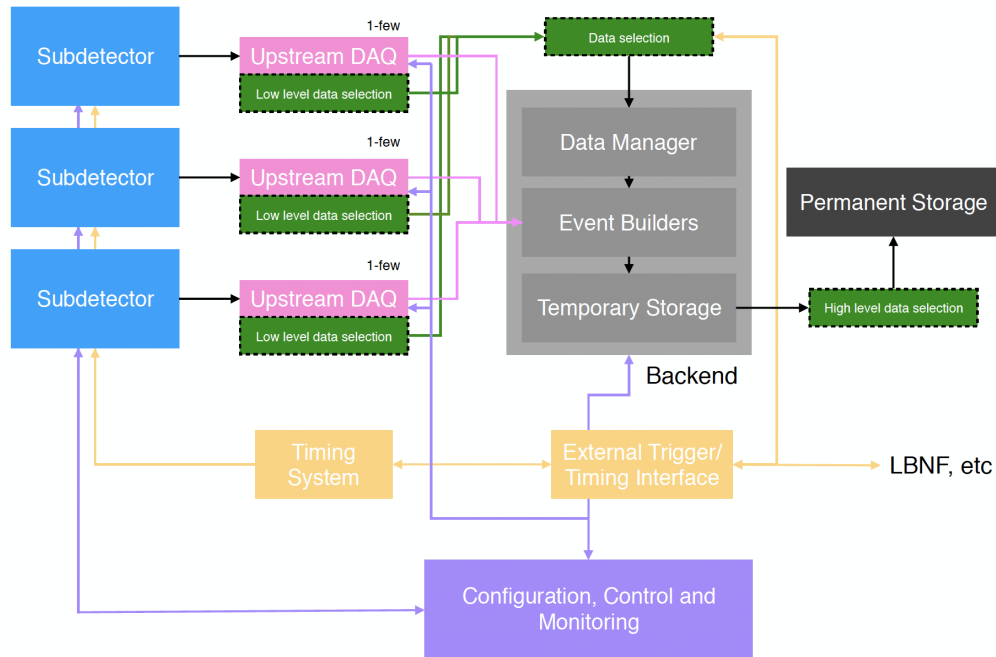 1-few
Subdetector
Upstream DAQ
Low level data selection
Data selection
1-few
Subdetector
Upstream DAQ
Low level data selection
Data Manager
Event Builders
Permanent Storage
1-few
Subdetector
Upstream DAQ
Low level data selection
Temporary Storage
High level data selection
Backend
Timing
System
External Trigger/
Timing Interface
LBNF, etc
Configuration, Control and
Monitoring